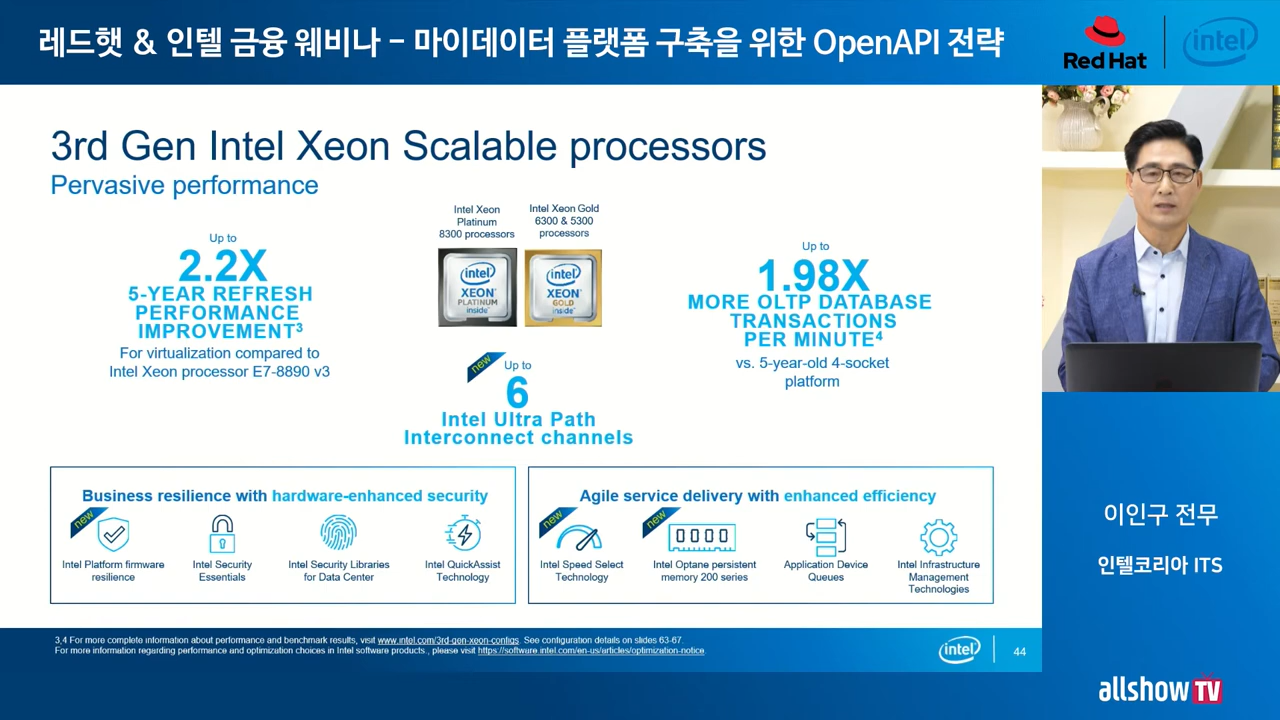 레드햇 & 인텔 금융 웨비나 - 마이데이터 플랫폼 구축을 위한 OpenAPI 전략
Red Hat
intel
3rd Gen Intel Xeon Scalable processors
Pervasive performance
Up to
2.2X
5-YEAR REFRESH
PERFORMANCE
IMPROVEMENT³
For virtualization compared to
Intel Xeon processor E7-8890 v3
Intel Xeon
Platinum
8300 processors
Intel Xeon Gold
6300 & 5300
processors
intel
XEON
PLATINUM
inside
intel
XEON
GOLD
inside
new
Up to
6
Intel Ultra Path
Interconnect channels
Up to
1.98X
MORE OLTP DATABASE
TRANSACTIONS
PER MINUTE⁴
vs. 5-year-old 4-socket
platform
Business resilience with hardware-enhanced security
new
Intel Platform firmware
resilience
Intel Security
Essentials
Intel Security Libraries
for Data Center
Intel QuickAssist
Technology
Agile service delivery with enhanced efficiency
new
Intel Speed Select
Technology
new
Intel Optane persistent
memory 200 series
Application Device
Queues
Intel Infrastructure
Management
Technologies
3,4 For more complete information about performance and benchmark results, visit www.intel.com/3rd-gen-xeon-configs. See configuration details on slides 63-67.
For more information regarding performance and optimization choices in Intel software products., please visit https://software.intel.com/en-us/articles/optimization-notice.
intel
44
이인구 전무
인텔코리아 ITS
allshow TV